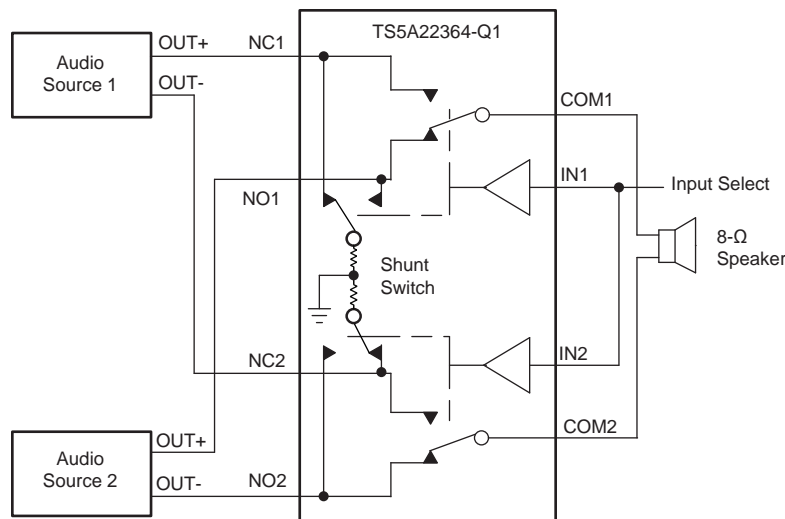 TS5A22364-Q1
Audio
Source 1
OUT+
OUT-
NC1
COM1
NO1
IN1
Input Select
Shunt
Switch
8-Ω
Speaker
NC2
IN2
COM2
Audio
Source 2
OUT+
OUT-
NO2